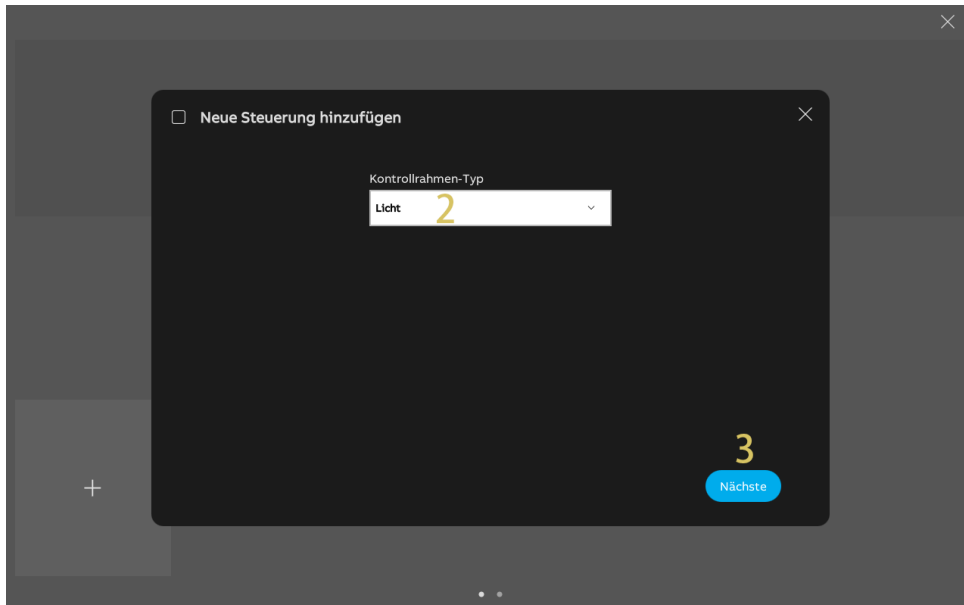 Neue Steuerung hinzufügen
Kontrollrahmen-Typ
Licht 2
3
Nächste